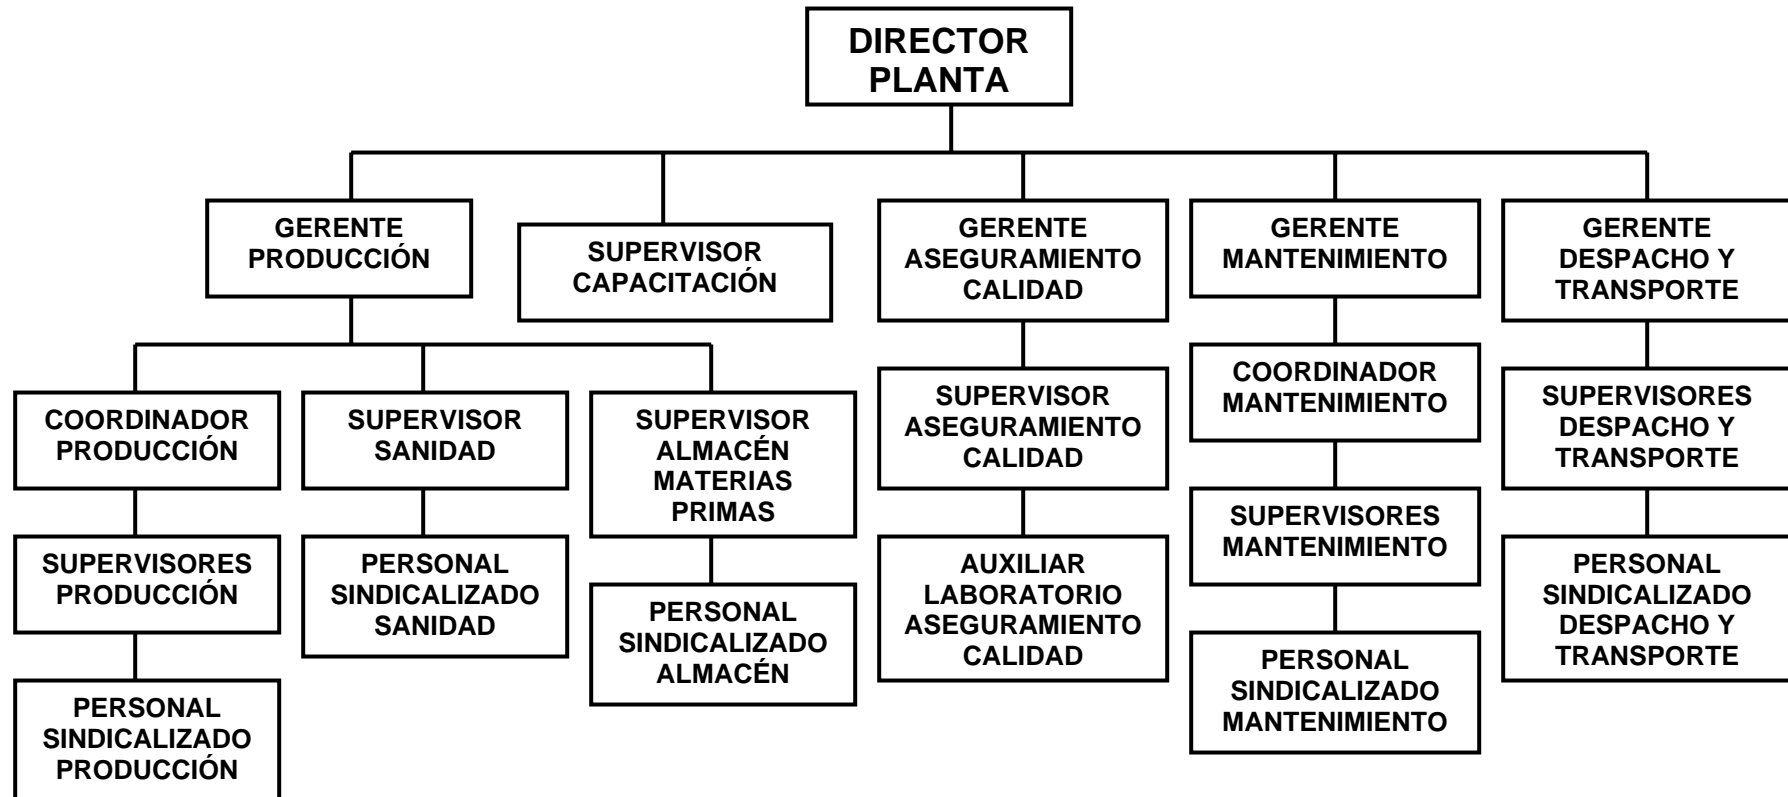 DIRECTOR
PLANTA
GERENTE
PRODUCCIÓN
SUPERVISOR
CAPACITACIÓN
GERENTE
ASEGURAMIENTO
CALIDAD
GERENTE
MANTENIMIENTO
GERENTE
DESPACHO Y
TRANSPORTE
COORDINADOR
PRODUCCIÓN
SUPERVISOR
SANIDAD
SUPERVISOR
ALMACÉN
MATERIAS
PRIMAS
SUPERVISOR
ASEGURAMIENTO
CALIDAD
COORDINADOR
MANTENIMIENTO
SUPERVISORES
DESPACHO Y
TRANSPORTE
SUPERVISORES
PRODUCCIÓN
PERSONAL
SINDICALIZADO
SANIDAD
PERSONAL
SINDICALIZADO
ALMACÉN
AUXILIAR
LABORATORIO
ASEGURAMIENTO
CALIDAD
SUPERVISORES
MANTENIMIENTO
PERSONAL
SINDICALIZADO
DESPACHO Y
TRANSPORTE
PERSONAL
SINDICALIZADO
PRODUCCIÓN
PERSONAL
SINDICALIZADO
MANTENIMIENTO